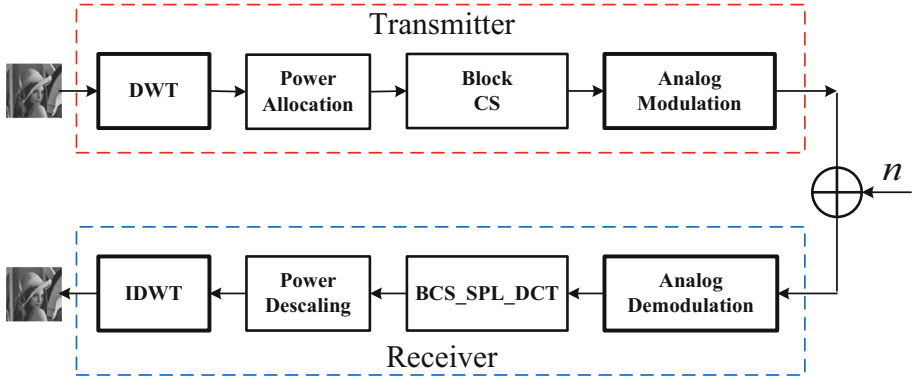 Transmitter
DWT
Power
Allocation
Block
CS
Analog
Modulation
n
IDWT
Power
Descaling
BCS_SPL_DCT
Analog
Demodulation
Receiver